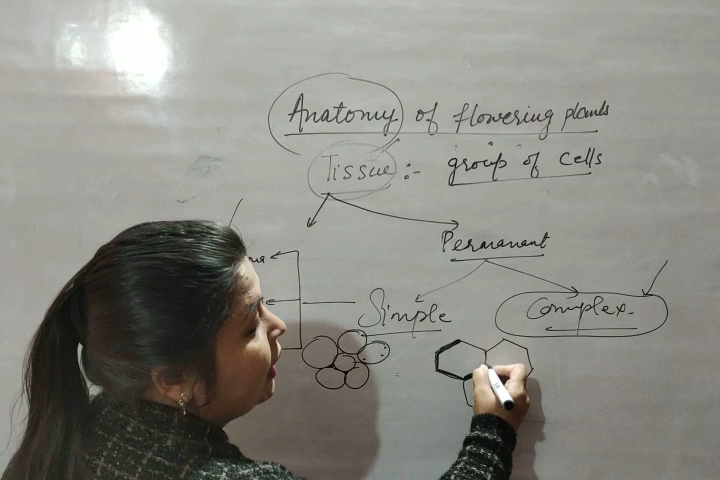 Anatomy of flowering plants
Tissue :- group of cells
Permanent
Simple
Complex